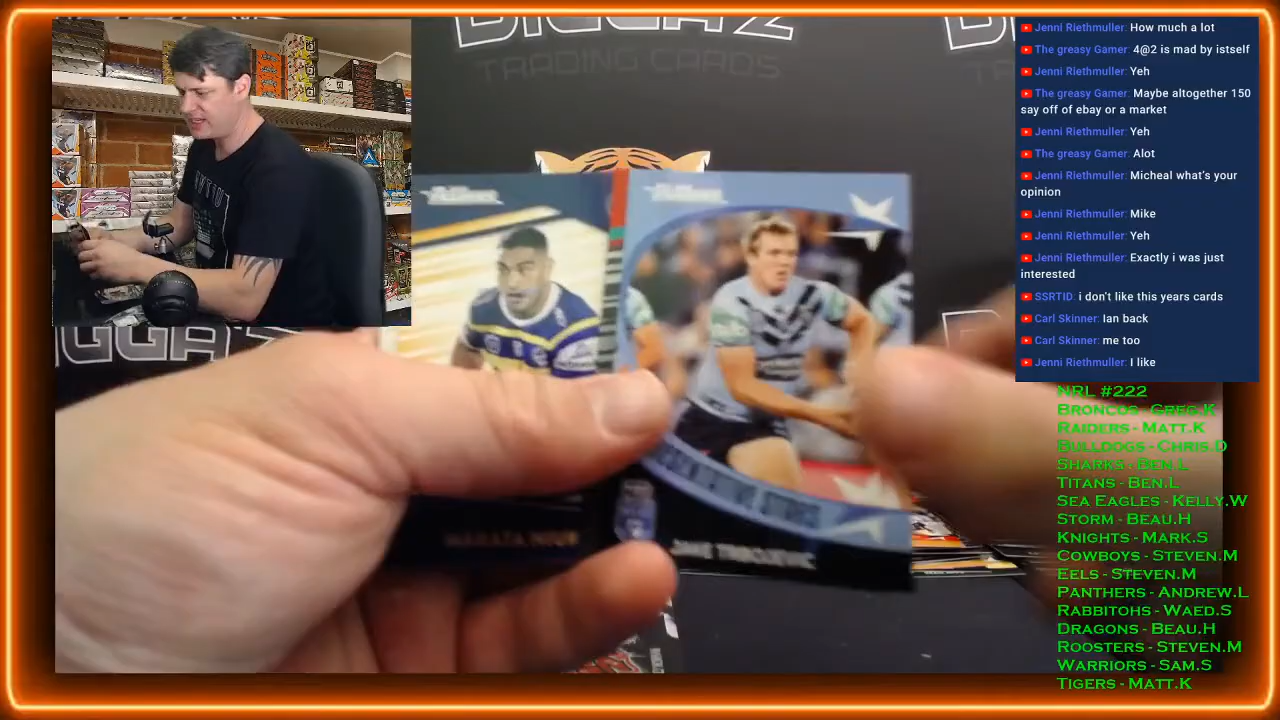 DIGGAZ
TRADING CARDS
Jenni Riethmuller: How much a lot
The greasy Gamer: 4@2 is mad by istself
Jenni Riethmuller: Yeh
The greasy Gamer: Maybe altogether 150
say off of ebay or a market
Jenni Riethmuller: Yeh
The greasy Gamer: Alot
Jenni Riethmuller: Micheal what's your
opinion
Jenni Riethmuller: Mike
Jenni Riethmuller: Yeh
Jenni Riethmuller: Exactly i was just
interested
SSRTID: i don't like this years cards
Carl Skinner: Ian back
Carl Skinner: me too
Jenni Riethmuller: I like
NRL #222
Broncos - Greg.K
Raiders - Matt.K
Bulldogs - Chris.D
Sharks - Ben.L
Titans - Ben.L
Sea Eagles - Kelly.W
Storm - Beau.H
Knights - Mark.S
Cowboys - Steven.M
Eels - Steven.M
Panthers - Andrew.L
Rabbitohs - Waed.S
Dragons - Beau.H
Roosters - Steven.M
Warriors - Sam.S
Tigers - Matt.K
MARATA NIUKORE
JAKE TRBOJEVIC